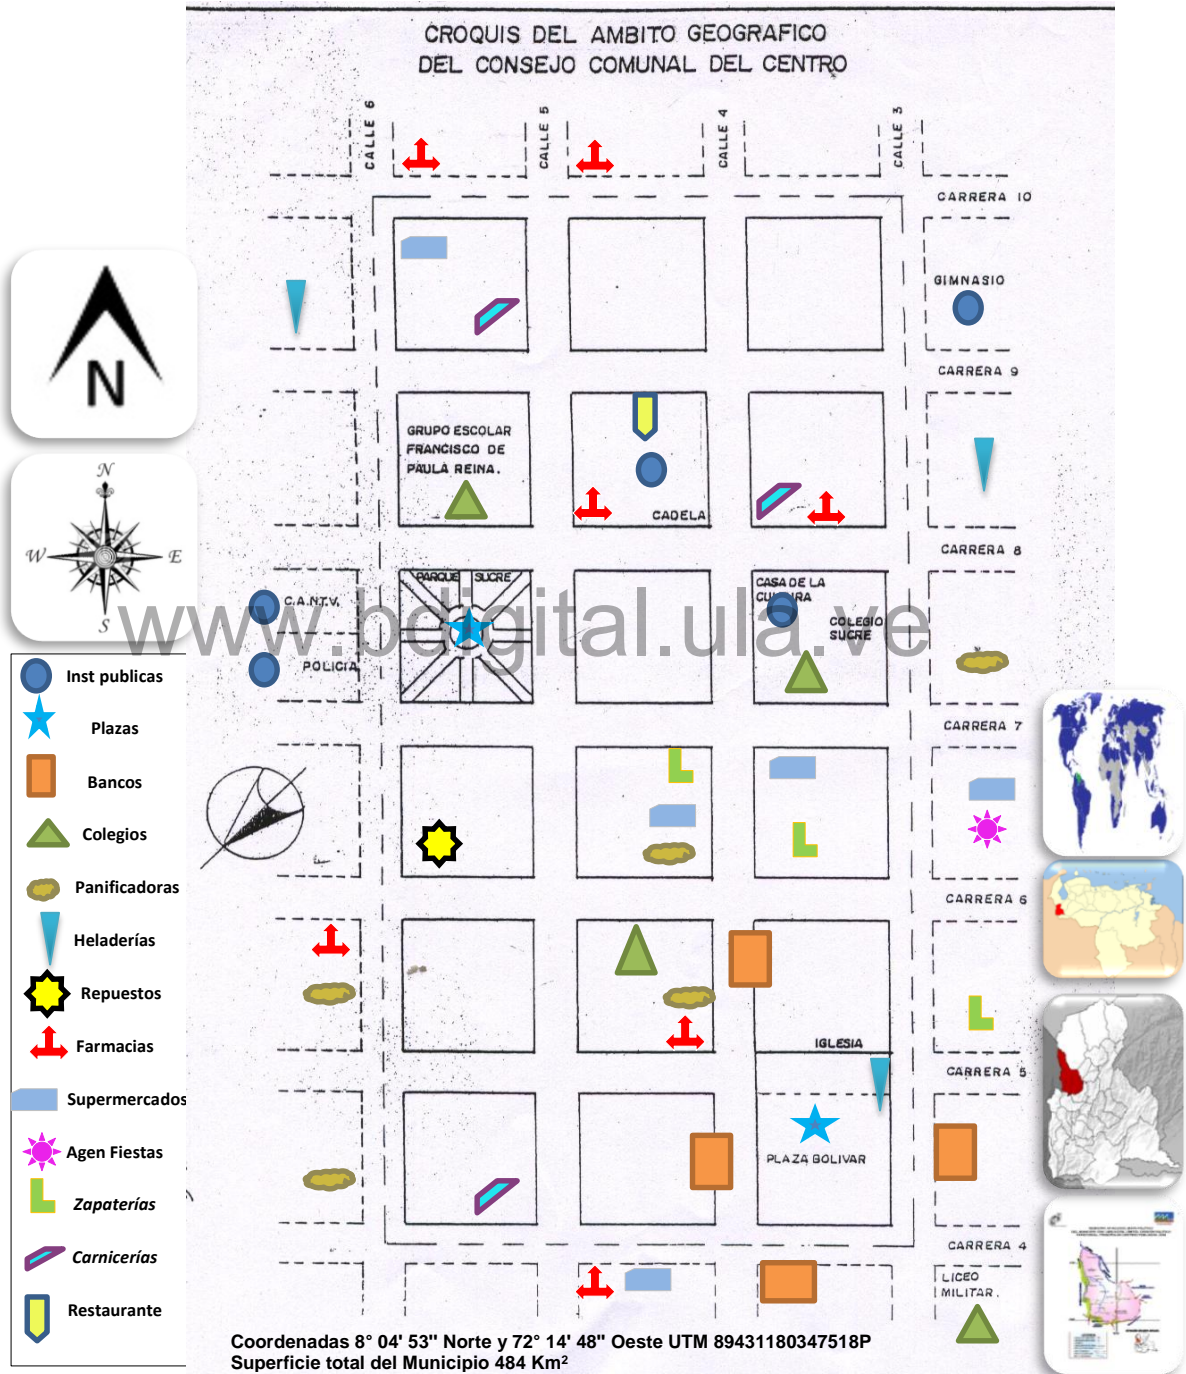 CROQUIS DEL AMBITO GEOGRAFICO
DEL CONSEJO COMUNAL DEL CENTRO
CALLE 6
CALLE 5
CALLE 4
CALLE 3
CARRERA 10
GIMNASIO
CARRERA 9
N
GRUPO ESCOLAR
FRANCISCO DE
PAULA REINA.
CADELA
CARRERA 8
N
W
E
S
PARQUE SUCRE
CASA DE LA
CULTURA
C.A.N.T.V.
COLEGIO
SUCRE
www.bdigital.ula.ve
POLICIA
CARRERA 7
Inst publicas
Plazas
Bancos
Colegios
Panificadoras
Heladerías
Repuestos
Farmacias
Supermercados
Agen Fiestas
Zapaterías
Carnicerías
Restaurante
CARRERA 6
IGLESIA
CARRERA 5
PLAZA BOLIVAR
CARRERA 4
LICEO
MILITAR.
Coordenadas 8° 04' 53'' Norte y 72° 14' 48'' Oeste UTM 89431180347518P
Superficie total del Municipio 484 Km²